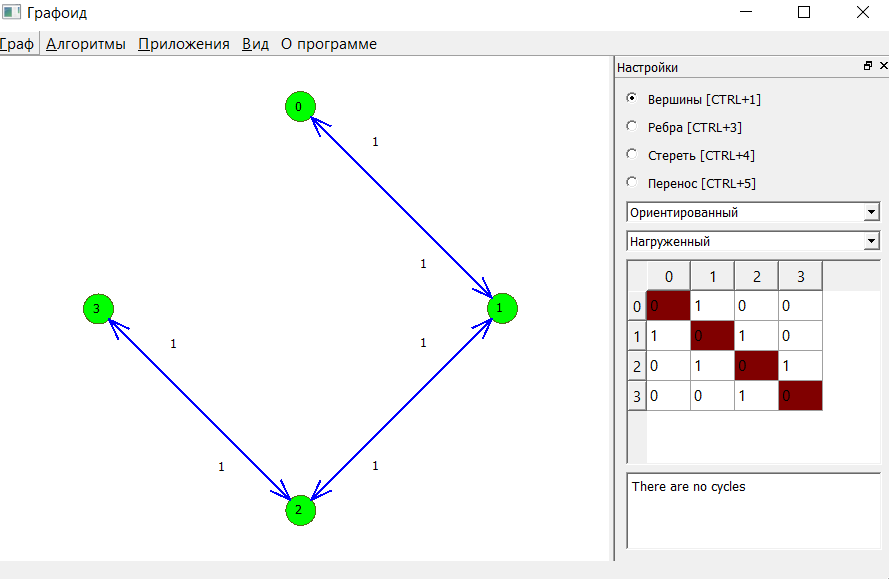 Графоид
Граф Алгоритмы Приложения Вид О программе
Настройки
Вершины [CTRL+1]
Ребра [CTRL+3]
Стереть [CTRL+4]
Перенос [CTRL+5]
Ориентированный
Нагруженный
0 1 2 3
0 0 1 0 0
1 1 0 1 0
2 0 1 0 1
3 0 0 1 0
There are no cycles
0
1
1
3
1
1
1
1
1
2